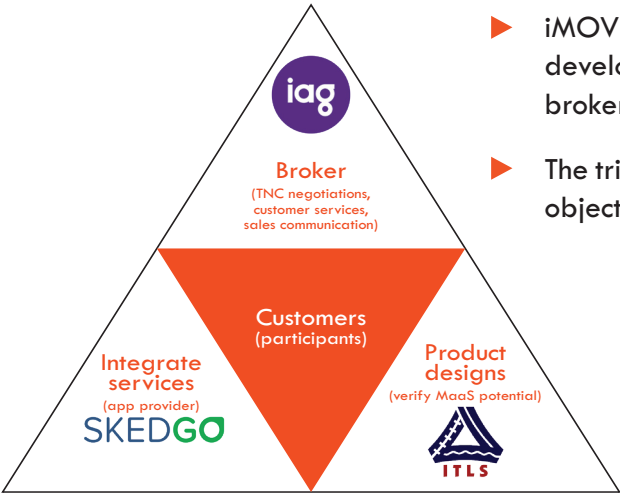 iag
Broker
(TNC negotiations,
customer services,
sales communication)
Customers
(participants)
Integrate
services
(app provider)
SKEDGO
Product
designs
(verify MaaS potential)
ITLS
▶ iMOV
develo
broker
▶ The tri
object